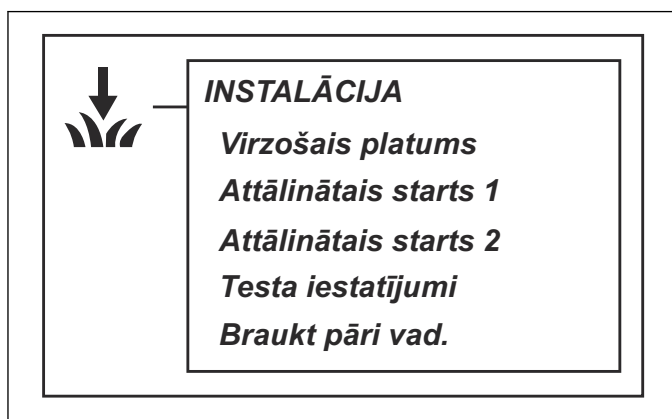 INSTALĀCIJA
Virzošais platums
Attālinātais starts 1
Attālinātais starts 2
Testa iestatījumi
Braukt pāri vad.